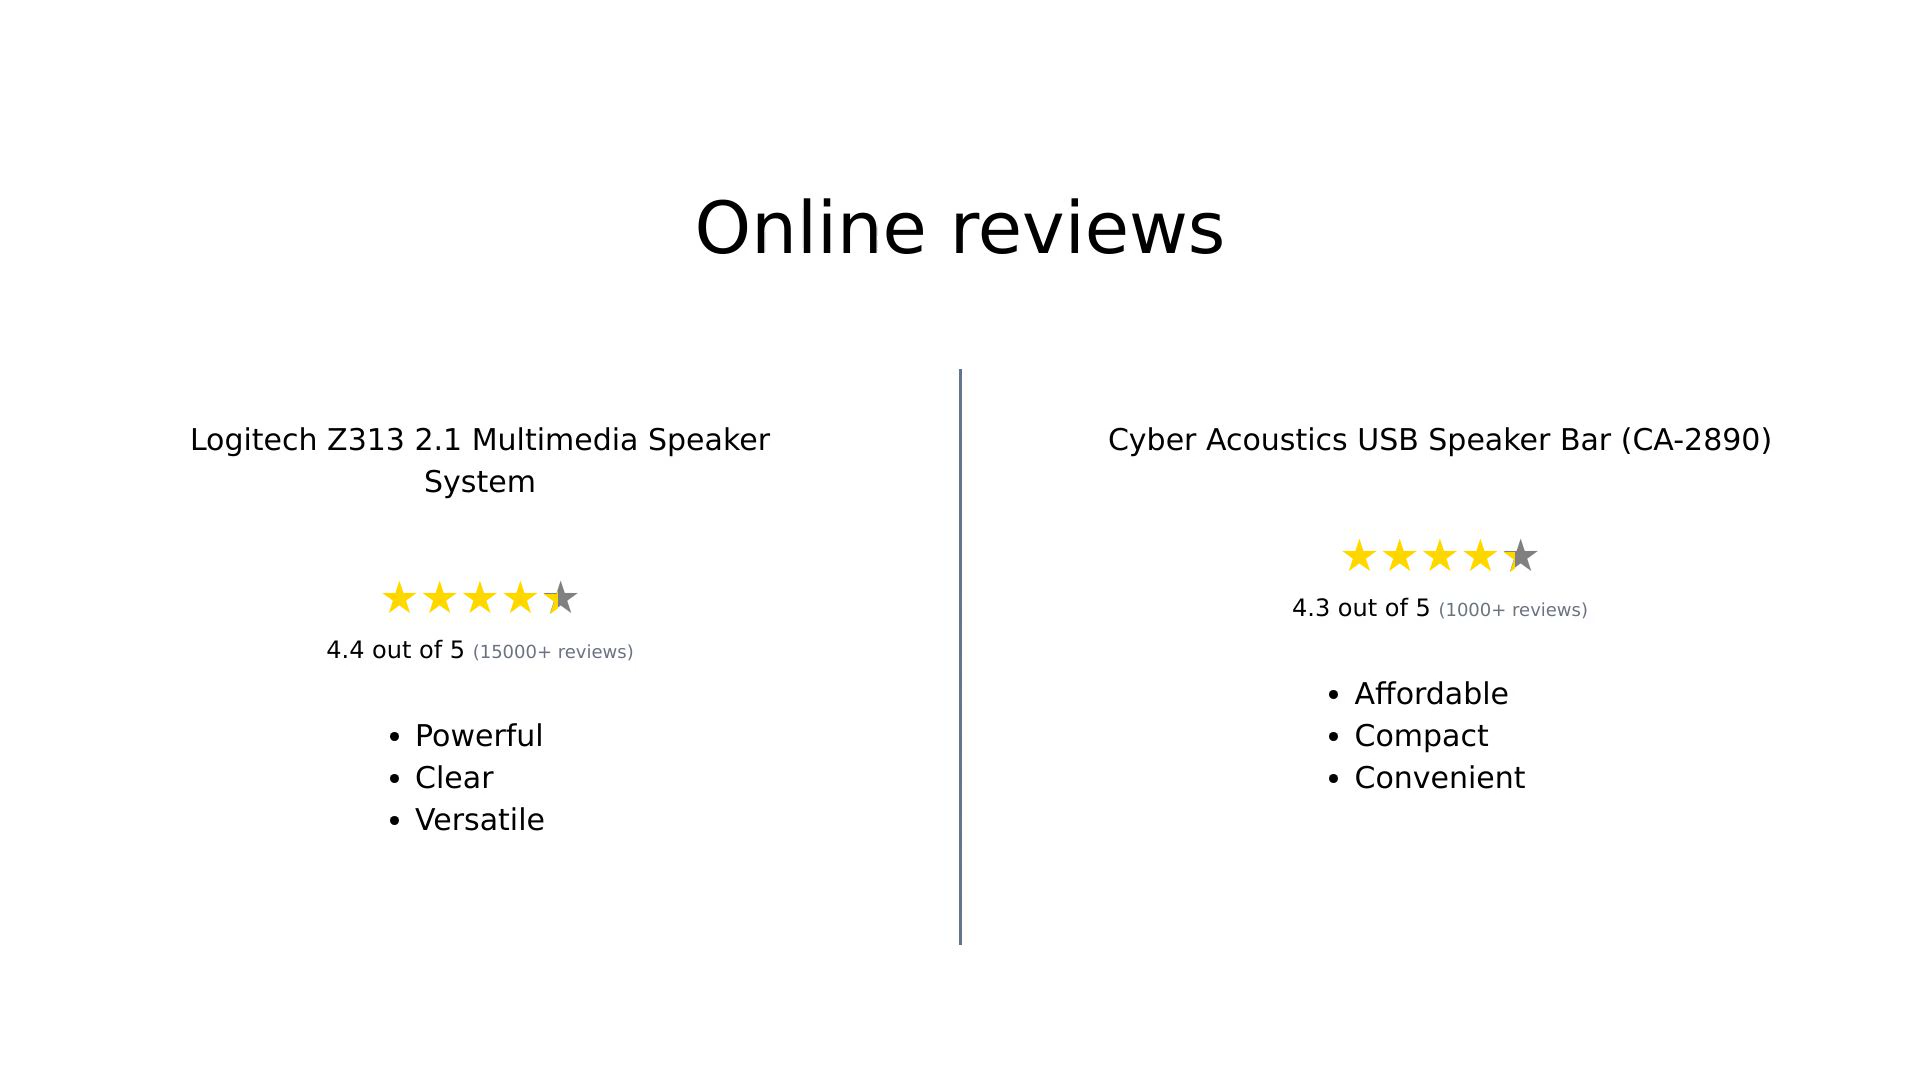 Online reviews
Logitech Z313 2.1 Multimedia Speaker
System
4.4 out of 5 (15000+ reviews)
• Powerful
• Clear
• Versatile
Cyber Acoustics USB Speaker Bar (CA-2890)
4.3 out of 5 (1000+ reviews)
• Affordable
• Compact
• Convenient